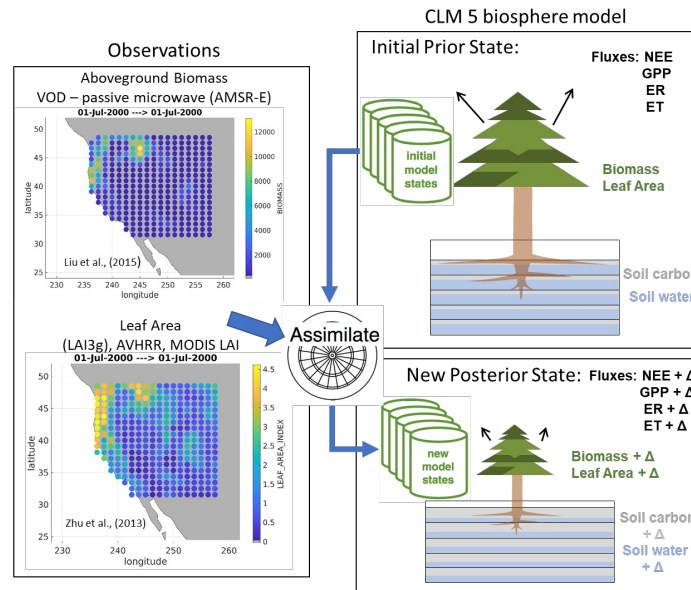 CLM 5 biosphere model
Observations
Aboveground Biomass
VOD – passive microwave (AMSR-E)
01-Jul-2000 ---> 01-Jul-2000
50
45
40
35
30
25
latitude
230 240 250 260
longitude
Liu et al., (2015)
12000
10000
8000
6000
4000
2000
BIOMASS
Leaf Area
(LAI3g), AVHRR, MODIS LAI
01-Jul-2000 ---> 01-Jul-2000
50
45
40
35
30
25
latitude
230 240 250 260
longitude
Zhu et al., (2013)
4.5
4
3.5
3
2.5
2
1.5
1
0.5
0
LEAF_AREA_INDEX
Assimilate
Initial Prior State:
Fluxes: NEE
GPP
ER
ET
initial
model
states
Biomass
Leaf Area
Soil carbo
Soil water
New Posterior State:
Fluxes: NEE + Δ
GPP + Δ
ER + Δ
ET + Δ
new
model
states
Biomass + Δ
Leaf Area + Δ
Soil carbon
+ Δ
Soil water
+ Δ